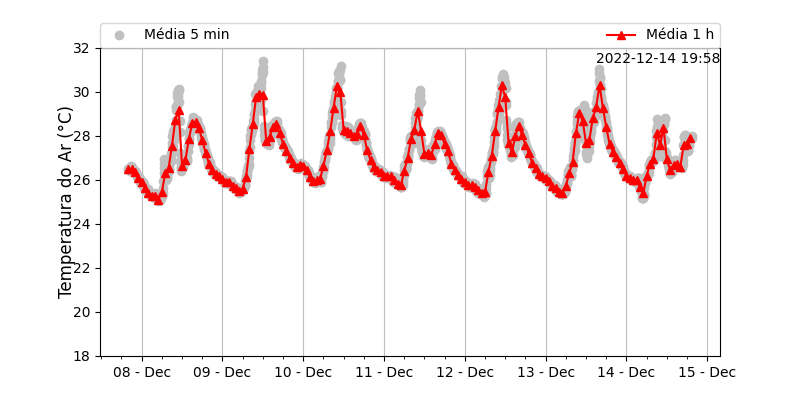 Média 5 min
Média 1 h
2022-12-14 19:58
Temperatura do Ar (°C)
32
30
28
26
24
22
20
18
08 - Dec
09 - Dec
10 - Dec
11 - Dec
12 - Dec
13 - Dec
14 - Dec
15 - Dec